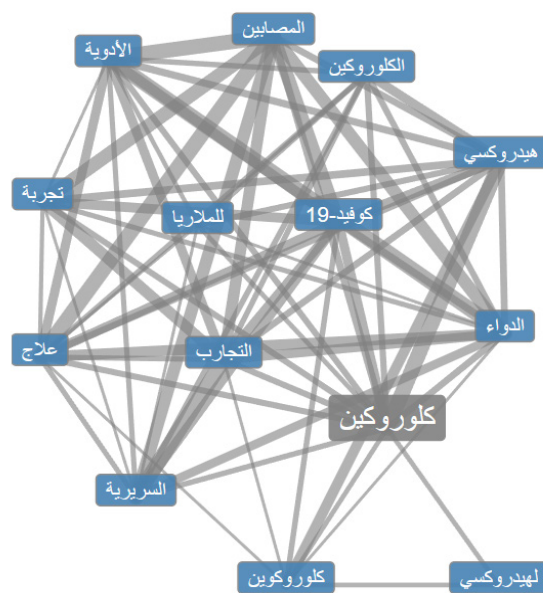 المصابين
الأدوية
الكلوروكين
هيدروكسي
تجربة
للملاريا
كوفيد-19
الدواء
علاج
التجارب
كلوروكين
السريرية
كلوروكوين
لهيدروكسي